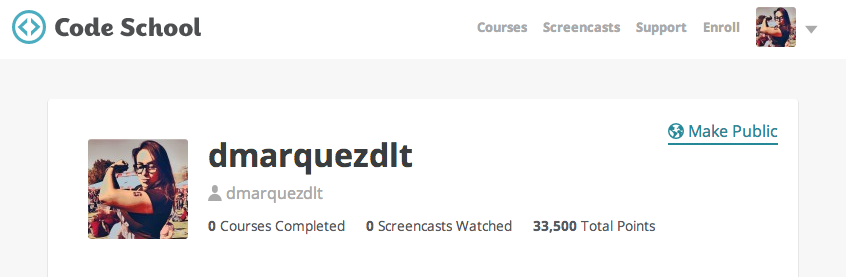 Code School
Courses Screencasts Support Enroll
Make Public
dmarquezdlt
dmarquezdlt
0 Courses Completed 0 Screencasts Watched 33,500 Total Points